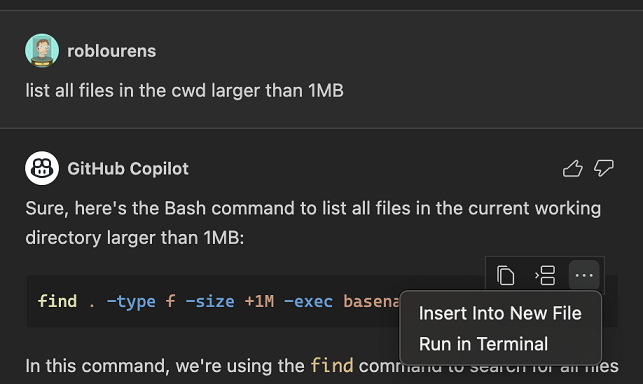 roblourens
list all files in the cwd larger than 1MB
GitHub Copilot
Sure, here's the Bash command to list all files in the current working
directory larger than 1MB:
find . -type f -size +1M -exec basena
Insert Into New File
Run in Terminal
In this command, we're using the find command to search for all files